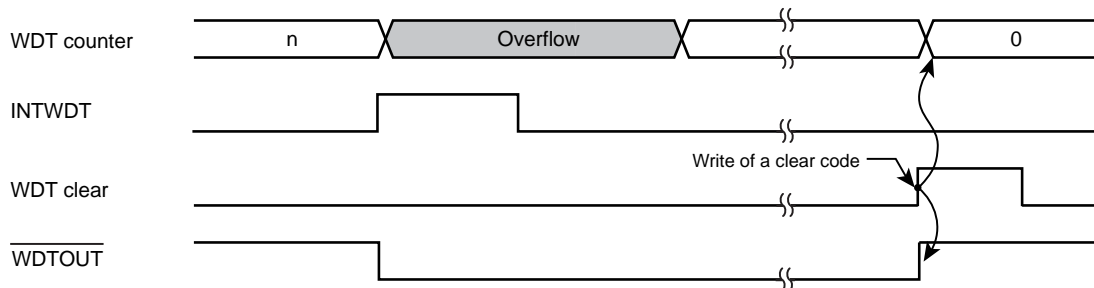 WDT counter
n
Overflow
0
INTWDT
Write of a clear code
WDT clear
WDTOUT